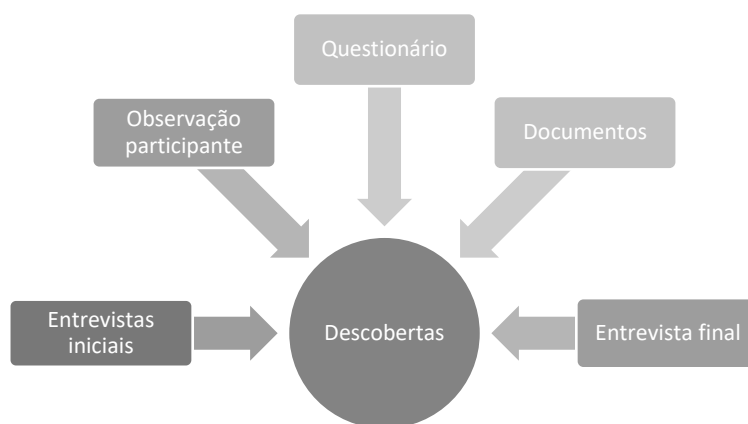 Questionário
Observação
participante
Documentos
Entrevistas
iniciais
Descobertas
Entrevista final